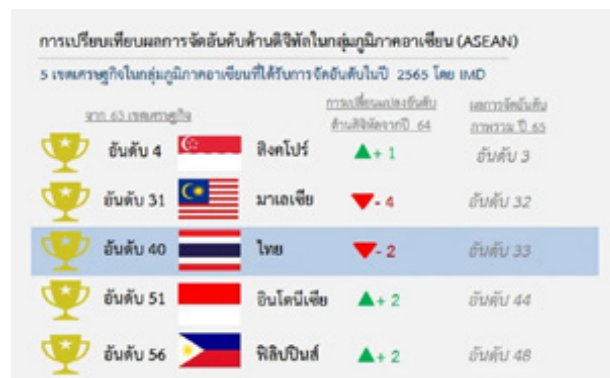 การเปรียบเทียบผลการจัดอันดับด้านดิจิทัลในกลุ่มภูมิภาคอาเซียน (ASEAN)
5 เขตเศรษฐกิจในกลุ่มภูมิภาคอาเซียนที่ได้รับการจัดอันดับในปี 2565 โดย IMD
จาก 63 เขตเศรษฐกิจ
การเปลี่ยนแปลงอันดับ
ด้านดิจิทัลจากปี 64
ผลการจัดอันดับ
ภาพรวม ปี 65
อันดับ 4 สิงคโปร์ + 1 อันดับ 3
อันดับ 31 มาเลเซีย - 4 อันดับ 32
อันดับ 40 ไทย - 2 อันดับ 33
อันดับ 51 อินโดนีเซีย + 2 อันดับ 44
อันดับ 56 ฟิลิปปินส์ + 2 อันดับ 48